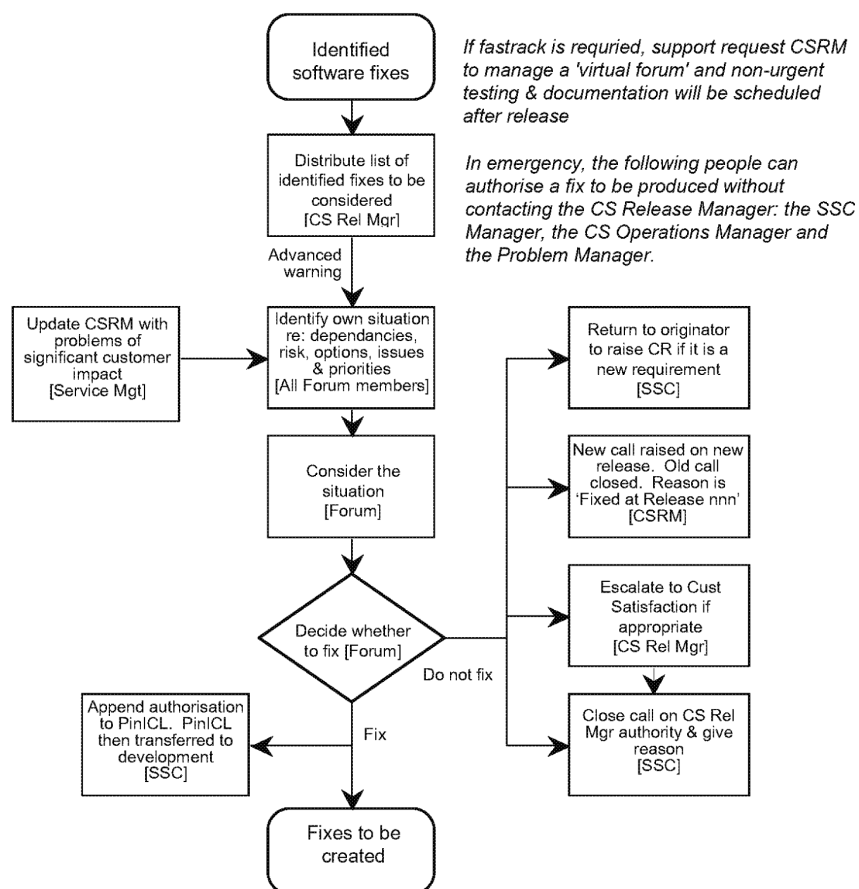 Identified
software fixes
If fastrack is requried, support request CSRM
to manage a 'virtual forum' and non-urgent
testing & documentation will be scheduled
after release
Distribute list of
identified fixes to be
considered
[CS Rel Mgr]
In emergency, the following people can
authorise a fix to be produced without
contacting the CS Release Manager: the SSC
Manager, the CS Operations Manager and
the Problem Manager.
Advanced
warning
Update CSRM with
problems of
significant customer
impact
[Service Mgt]
Identify own situation
re: dependancies,
risk, options, issues
& priorities
[All Forum members]
Return to originator
to raise CR if it is a
new requirement
[SSC]
Consider the
situation
[Forum]
New call raised on new
release. Old call
closed. Reason is
'Fixed at Release nnn'
[CSRM]
Decide whether
to fix [Forum]
Do not fix
Escalate to Cust
Satisfaction if
appropriate
[CS Rel Mgr]
Append authorisation
to PinICL. PinICL
then transferred to
development
[SSC]
Fix
Close call on CS Rel
Mgr authority & give
reason
[SSC]
Fixes to be
created